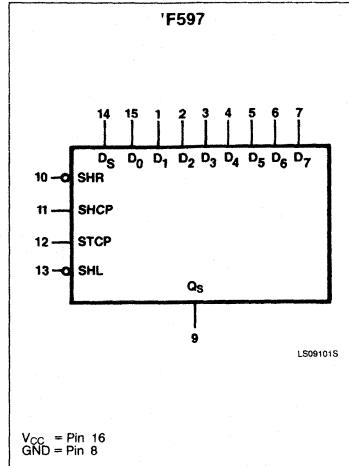 'F597
14 15 1 2 3 4 5 6 7
DS D0 D1 D2 D3 D4 D5 D6 D7
10 SHR
11 SHCP
12 STCP
13 SHL
QS
9
LS09101S
VCC = Pin 16
GND = Pin 8